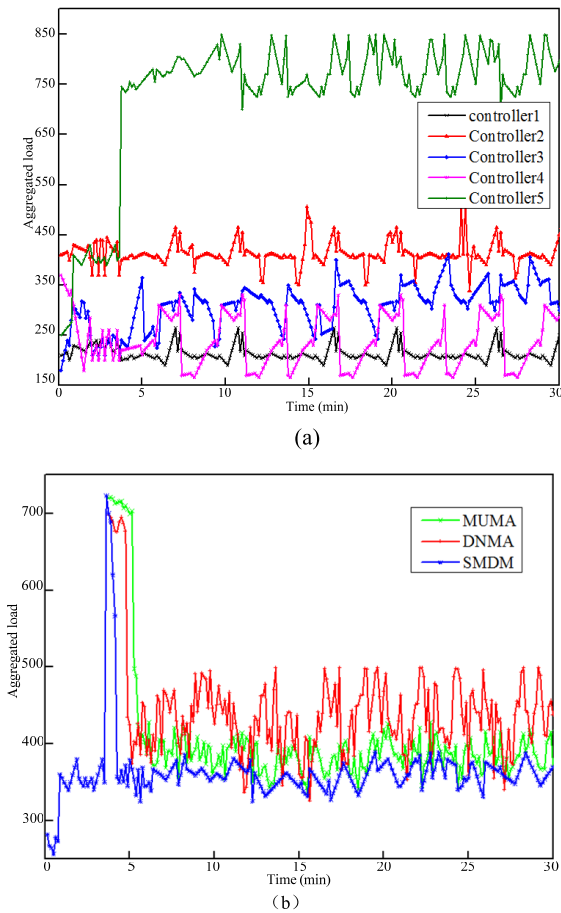 850
750
650
550
450
350
250
150
Aggregated load
controller1
Controller2
Controller3
Controller4
Controller5
0 5 10 15 20 25 30
Time (min)
(a)
700
600
500
400
300
Aggregated load
MUMA
DNMA
SMDM
0 5 10 15 20 25 30
Time (min)
（b）